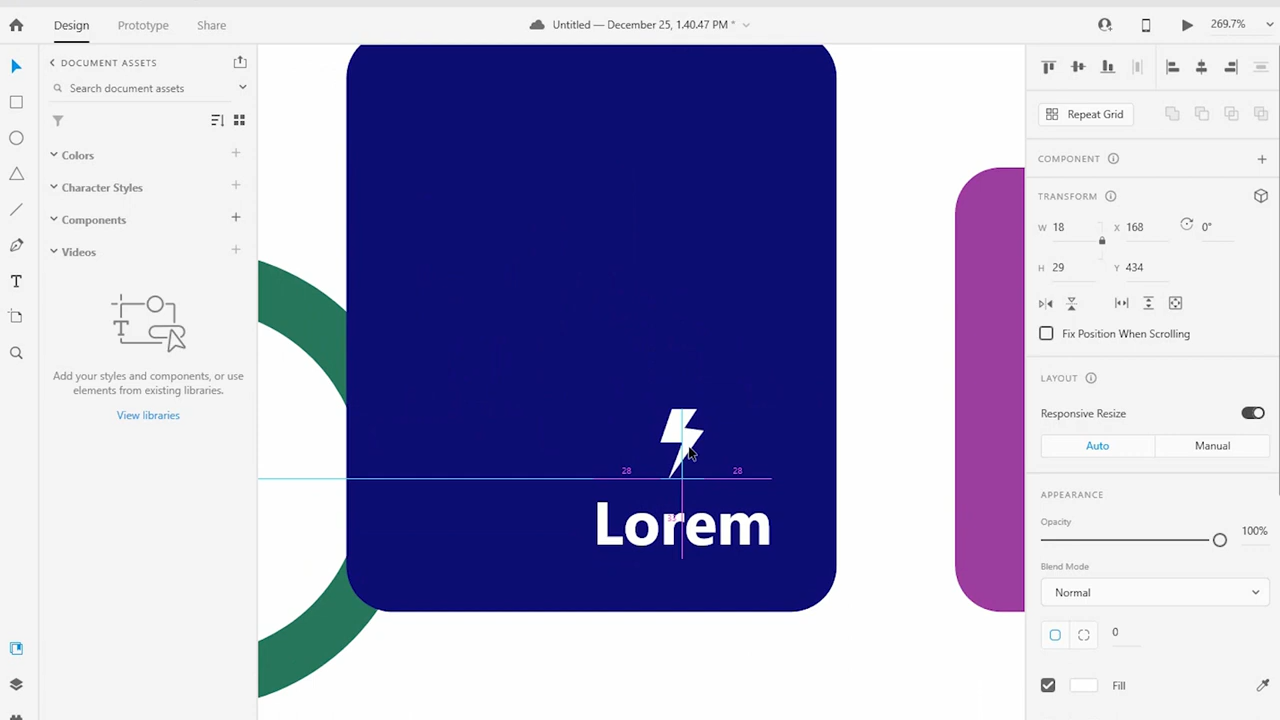 Design
Prototype
Share
Untitled — December 25, 1.40.47 PM *
269.7%
DOCUMENT ASSETS
Search document assets
Colors
Character Styles
Components
Videos
Add your styles and components, or use
elements from existing libraries.
View libraries
28
28
Lorem
Repeat Grid
COMPONENT
TRANSFORM
W 18
X 168
0°
H 29
Y 434
Fix Position When Scrolling
LAYOUT
Responsive Resize
Auto
Manual
APPEARANCE
Opacity
100%
Blend Mode
Normal
0
Fill